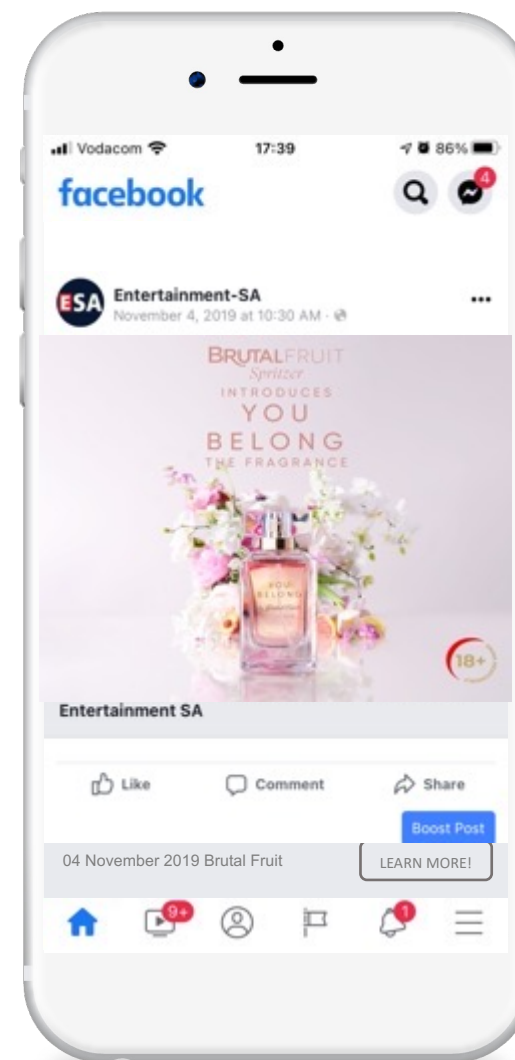 Vodacom 17:39 86%
facebook
4
ESA
Entertainment-SA
November 4, 2019 at 10:30 AM ·
BRUTALFRUIT
Spritzer
INTRODUCES
YOU
BELONG
THE FRAGRANCE
YOU
BELONG
18+
Entertainment SA
Like Comment Share
Boost Post
04 November 2019 Brutal Fruit LEARN MORE!
9+ 1